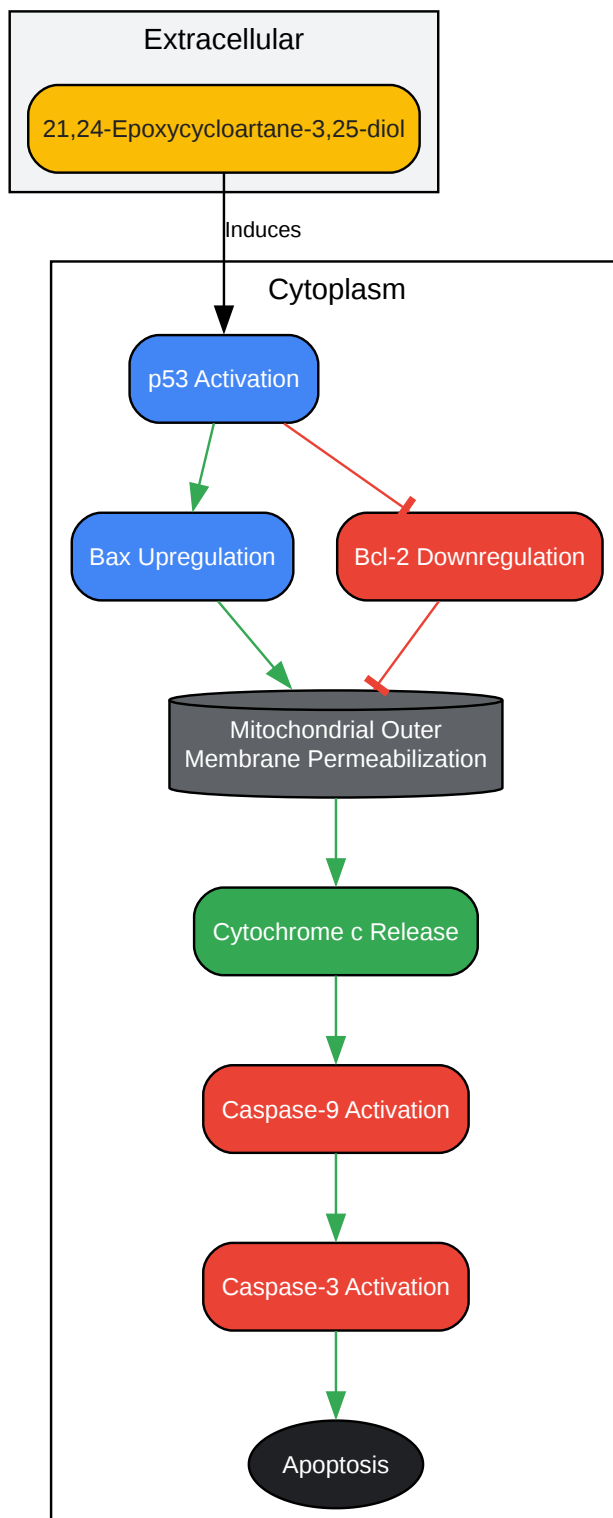 Extracellular
21,24-Epoxycycloartane-3,25-diol
Induces
Cytoplasm
p53 Activation
Bax Upregulation
Bcl-2 Downregulation
Mitochondrial Outer
Membrane Permeabilization
Cytochrome c Release
Caspase-9 Activation
Caspase-3 Activation
Apoptosis